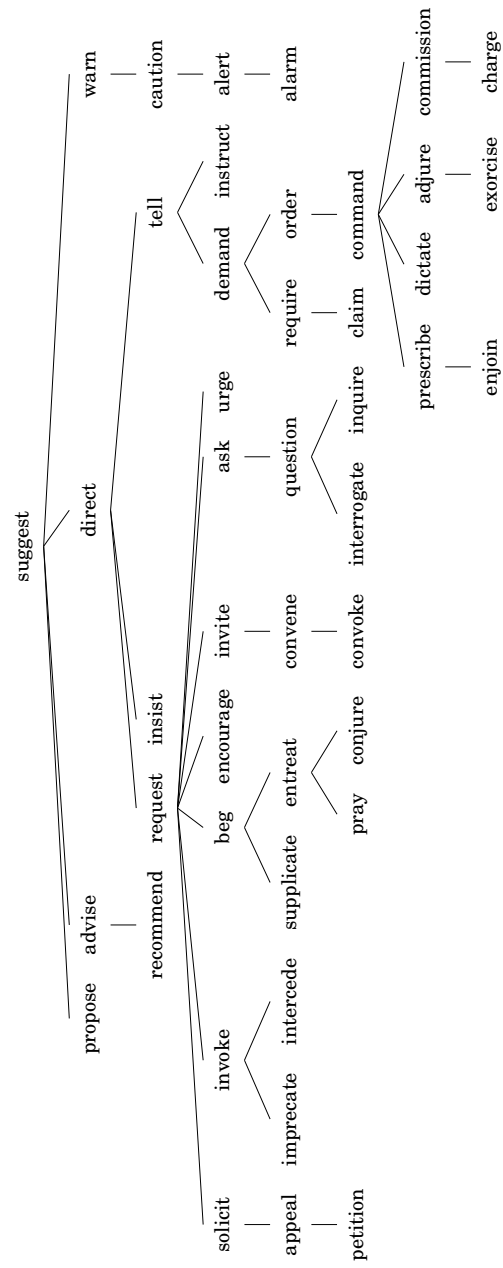 suggest
propose advise direct warn
recommend request insist tell caution
solicit invoke beg encourage invite ask urge demand instruct alert
appeal imprecate intercede supplicate entreat convene question require order alarm
petition pray conjure convoke interrogate inquire claim command
prescribe dictate adjure commission
enjoin exorcise charge